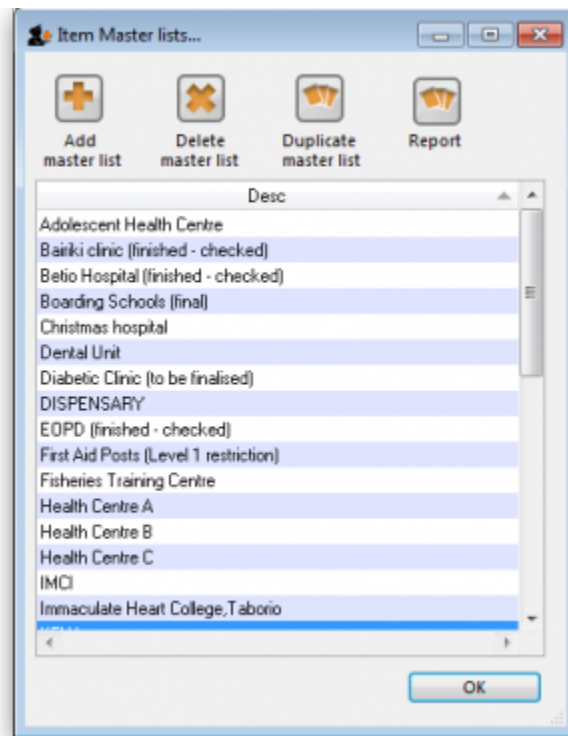 Item Master lists...
Add master list
Delete master list
Duplicate master list
Report
Desc
Adolescent Health Centre
Bairiki clinic (finished - checked)
Betio Hospital (finished - checked)
Boarding Schools (final)
Christmas hospital
Dental Unit
Diabetic Clinic (to be finalised)
DISPENSARY
EOPD (finished - checked)
First Aid Posts (Level 1 restriction)
Fisheries Training Centre
Health Centre A
Health Centre B
Health Centre C
IMCI
Immaculate Heart College,Taborio
OK